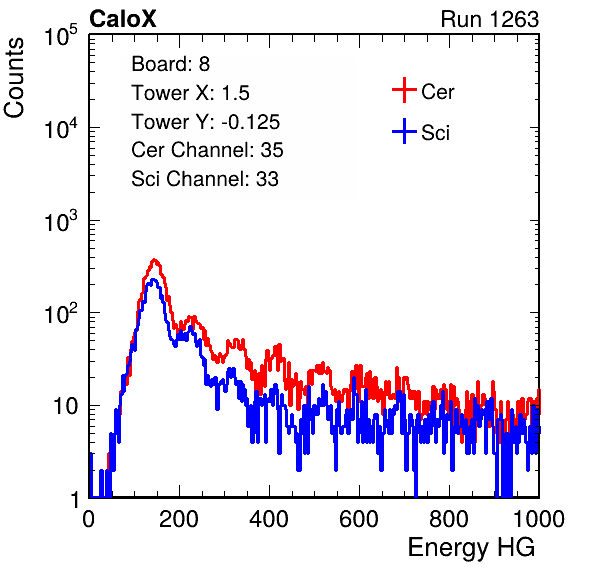 CaloX Run 1263
Counts
10^5
10^4
10^3
10^2
10
1
Board: 8
Tower X: 1.5
Tower Y: -0.125
Cer Channel: 35
Sci Channel: 33
Cer
Sci
0 200 400 600 800 1000
Energy HG